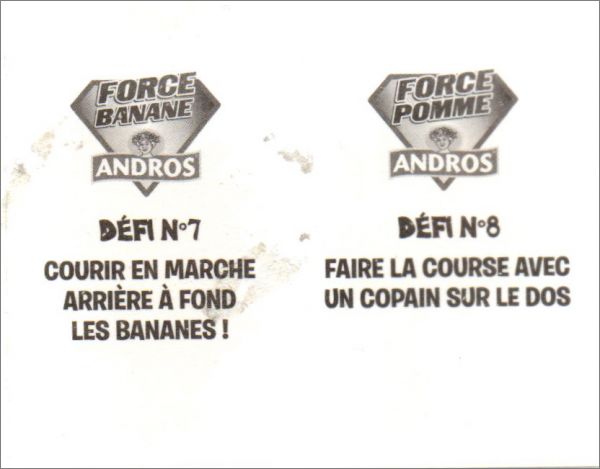 FORCE
BANANE
ANDROS
DÉFI N°7
COURIR EN MARCHE
ARRIÈRE À FOND
LES BANANES !
FORCE
POMME
ANDROS
DÉFI N°8
FAIRE LA COURSE AVEC
UN COPAIN SUR LE DOS